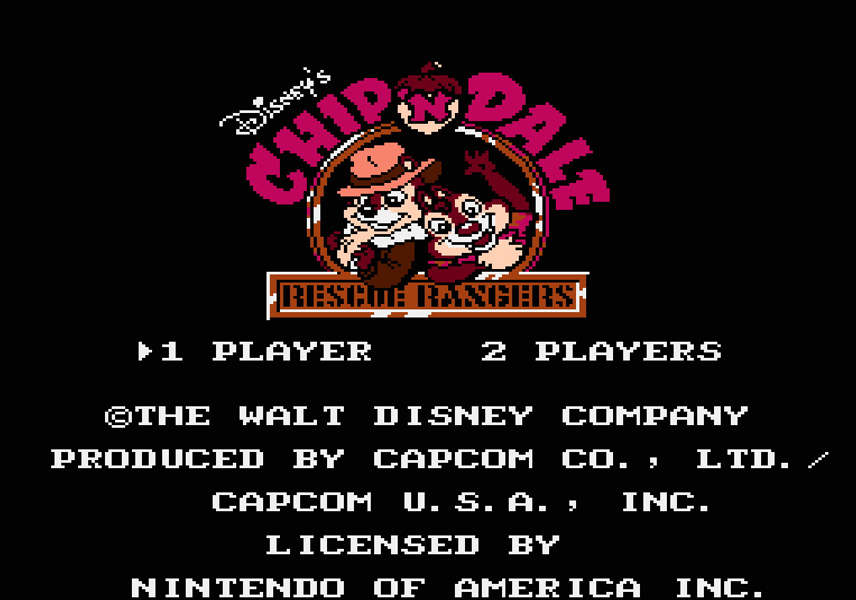 Disney's
CHIP 'N DALE
RESCUE RANGERS
1 PLAYER 2 PLAYERS
©THE WALT DISNEY COMPANY
PRODUCED BY CAPCOM CO., LTD./
CAPCOM U.S.A., INC.
LICENSED BY
NINTENDO OF AMERICA INC.